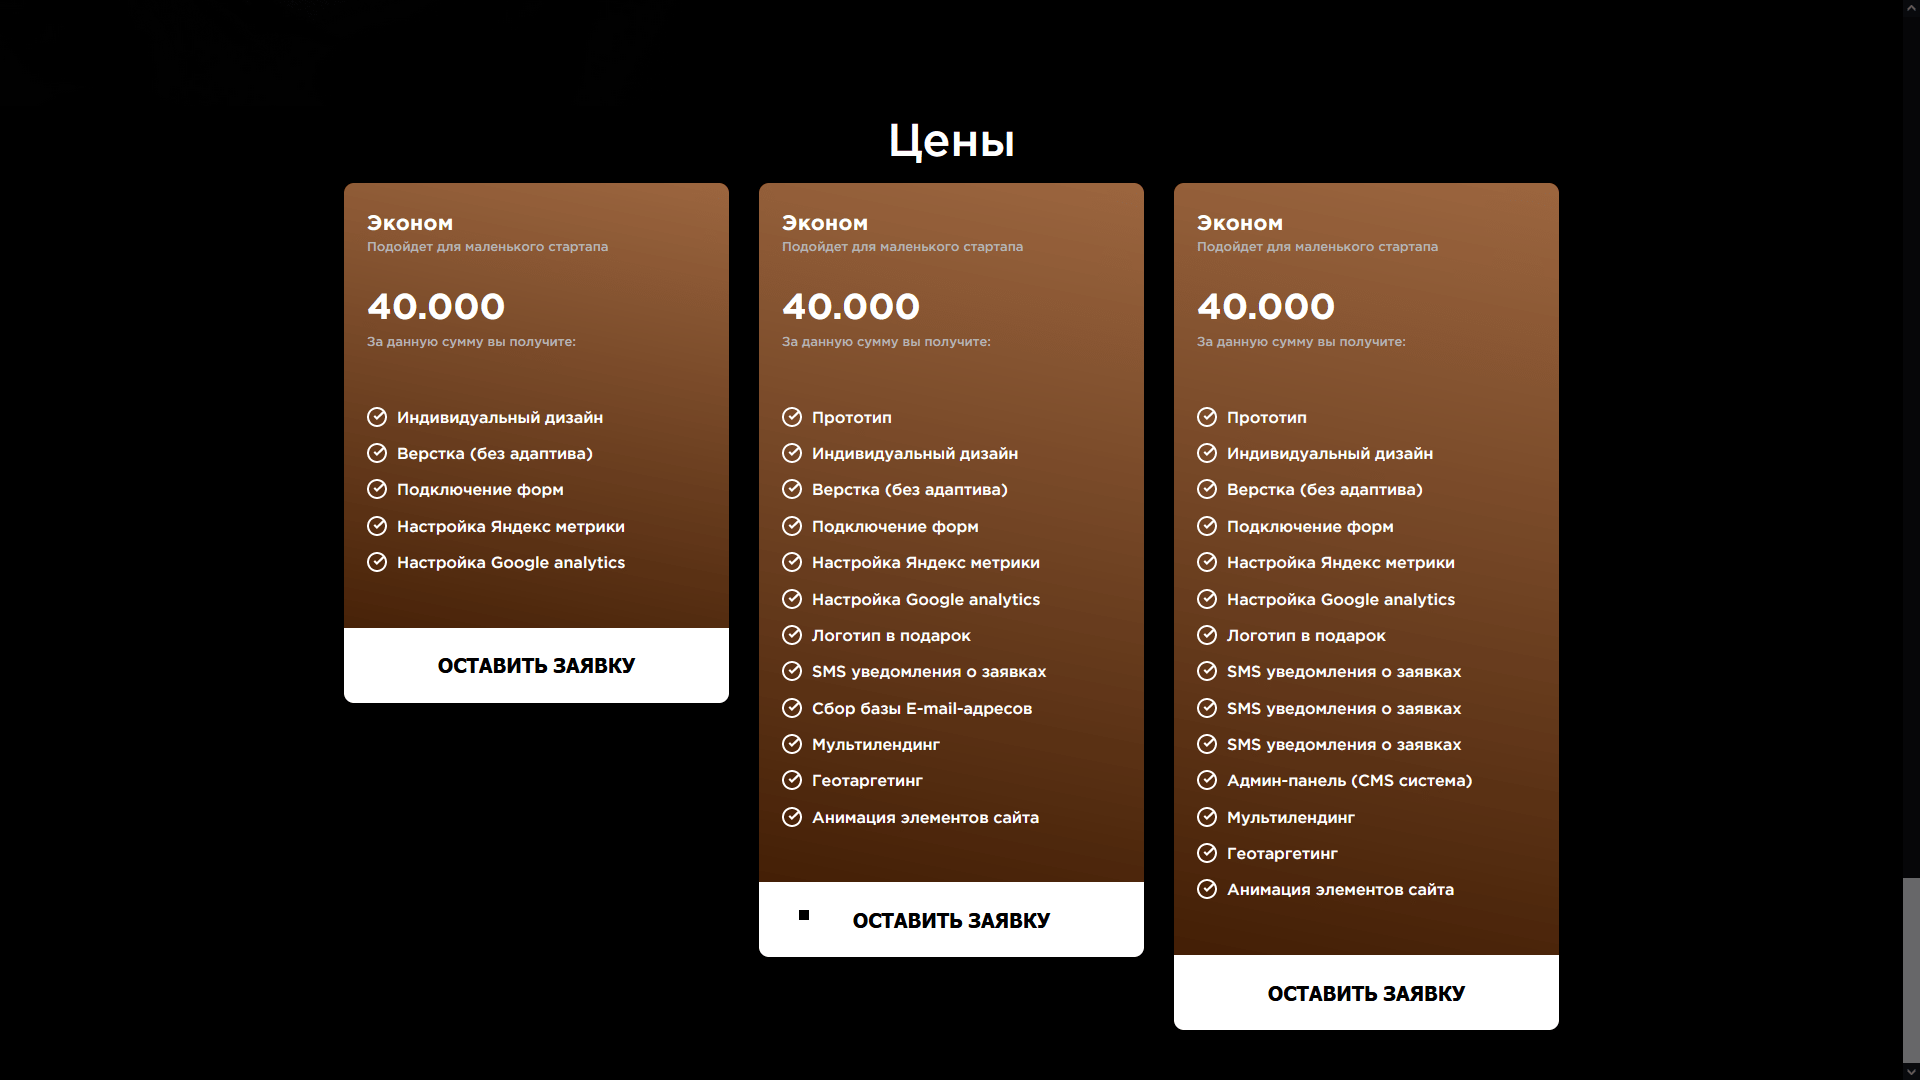 Цены
Эконом
Подойдет для маленького стартапа
40.000
За данную сумму вы получите:
Индивидуальный дизайн
Верстка (без адаптива)
Подключение форм
Настройка Яндекс метрики
Настройка Google analytics
ОСТАВИТЬ ЗАЯВКУ
Эконом
Подойдет для маленького стартапа
40.000
За данную сумму вы получите:
Прототип
Индивидуальный дизайн
Верстка (без адаптива)
Подключение форм
Настройка Яндекс метрики
Настройка Google analytics
Логотип в подарок
SMS уведомления о заявках
Сбор базы E-mail-адресов
Мультилендинг
Геотаргетинг
Анимация элементов сайта
ОСТАВИТЬ ЗАЯВКУ
Эконом
Подойдет для маленького стартапа
40.000
За данную сумму вы получите:
Прототип
Индивидуальный дизайн
Верстка (без адаптива)
Подключение форм
Настройка Яндекс метрики
Настройка Google analytics
Логотип в подарок
SMS уведомления о заявках
SMS уведомления о заявках
SMS уведомления о заявках
Админ-панель (CMS система)
Мультилендинг
Геотаргетинг
Анимация элементов сайта
ОСТАВИТЬ ЗАЯВКУ